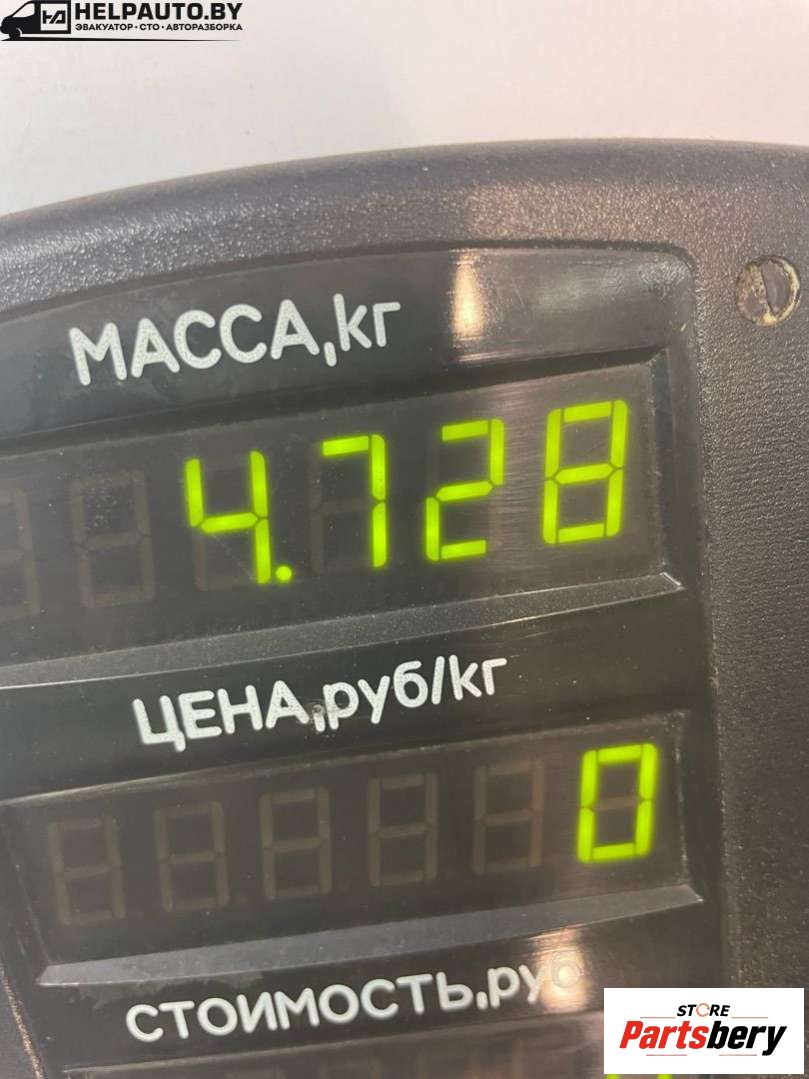 HELPAUTO.BY
ЭВАКУАТОР • СТО • АВТОРАЗБОРКА
МАССА,кг
4.728
ЦЕНА,руб/кг
0
СТОИМОСТЬ,руб
STORE
Partsbery